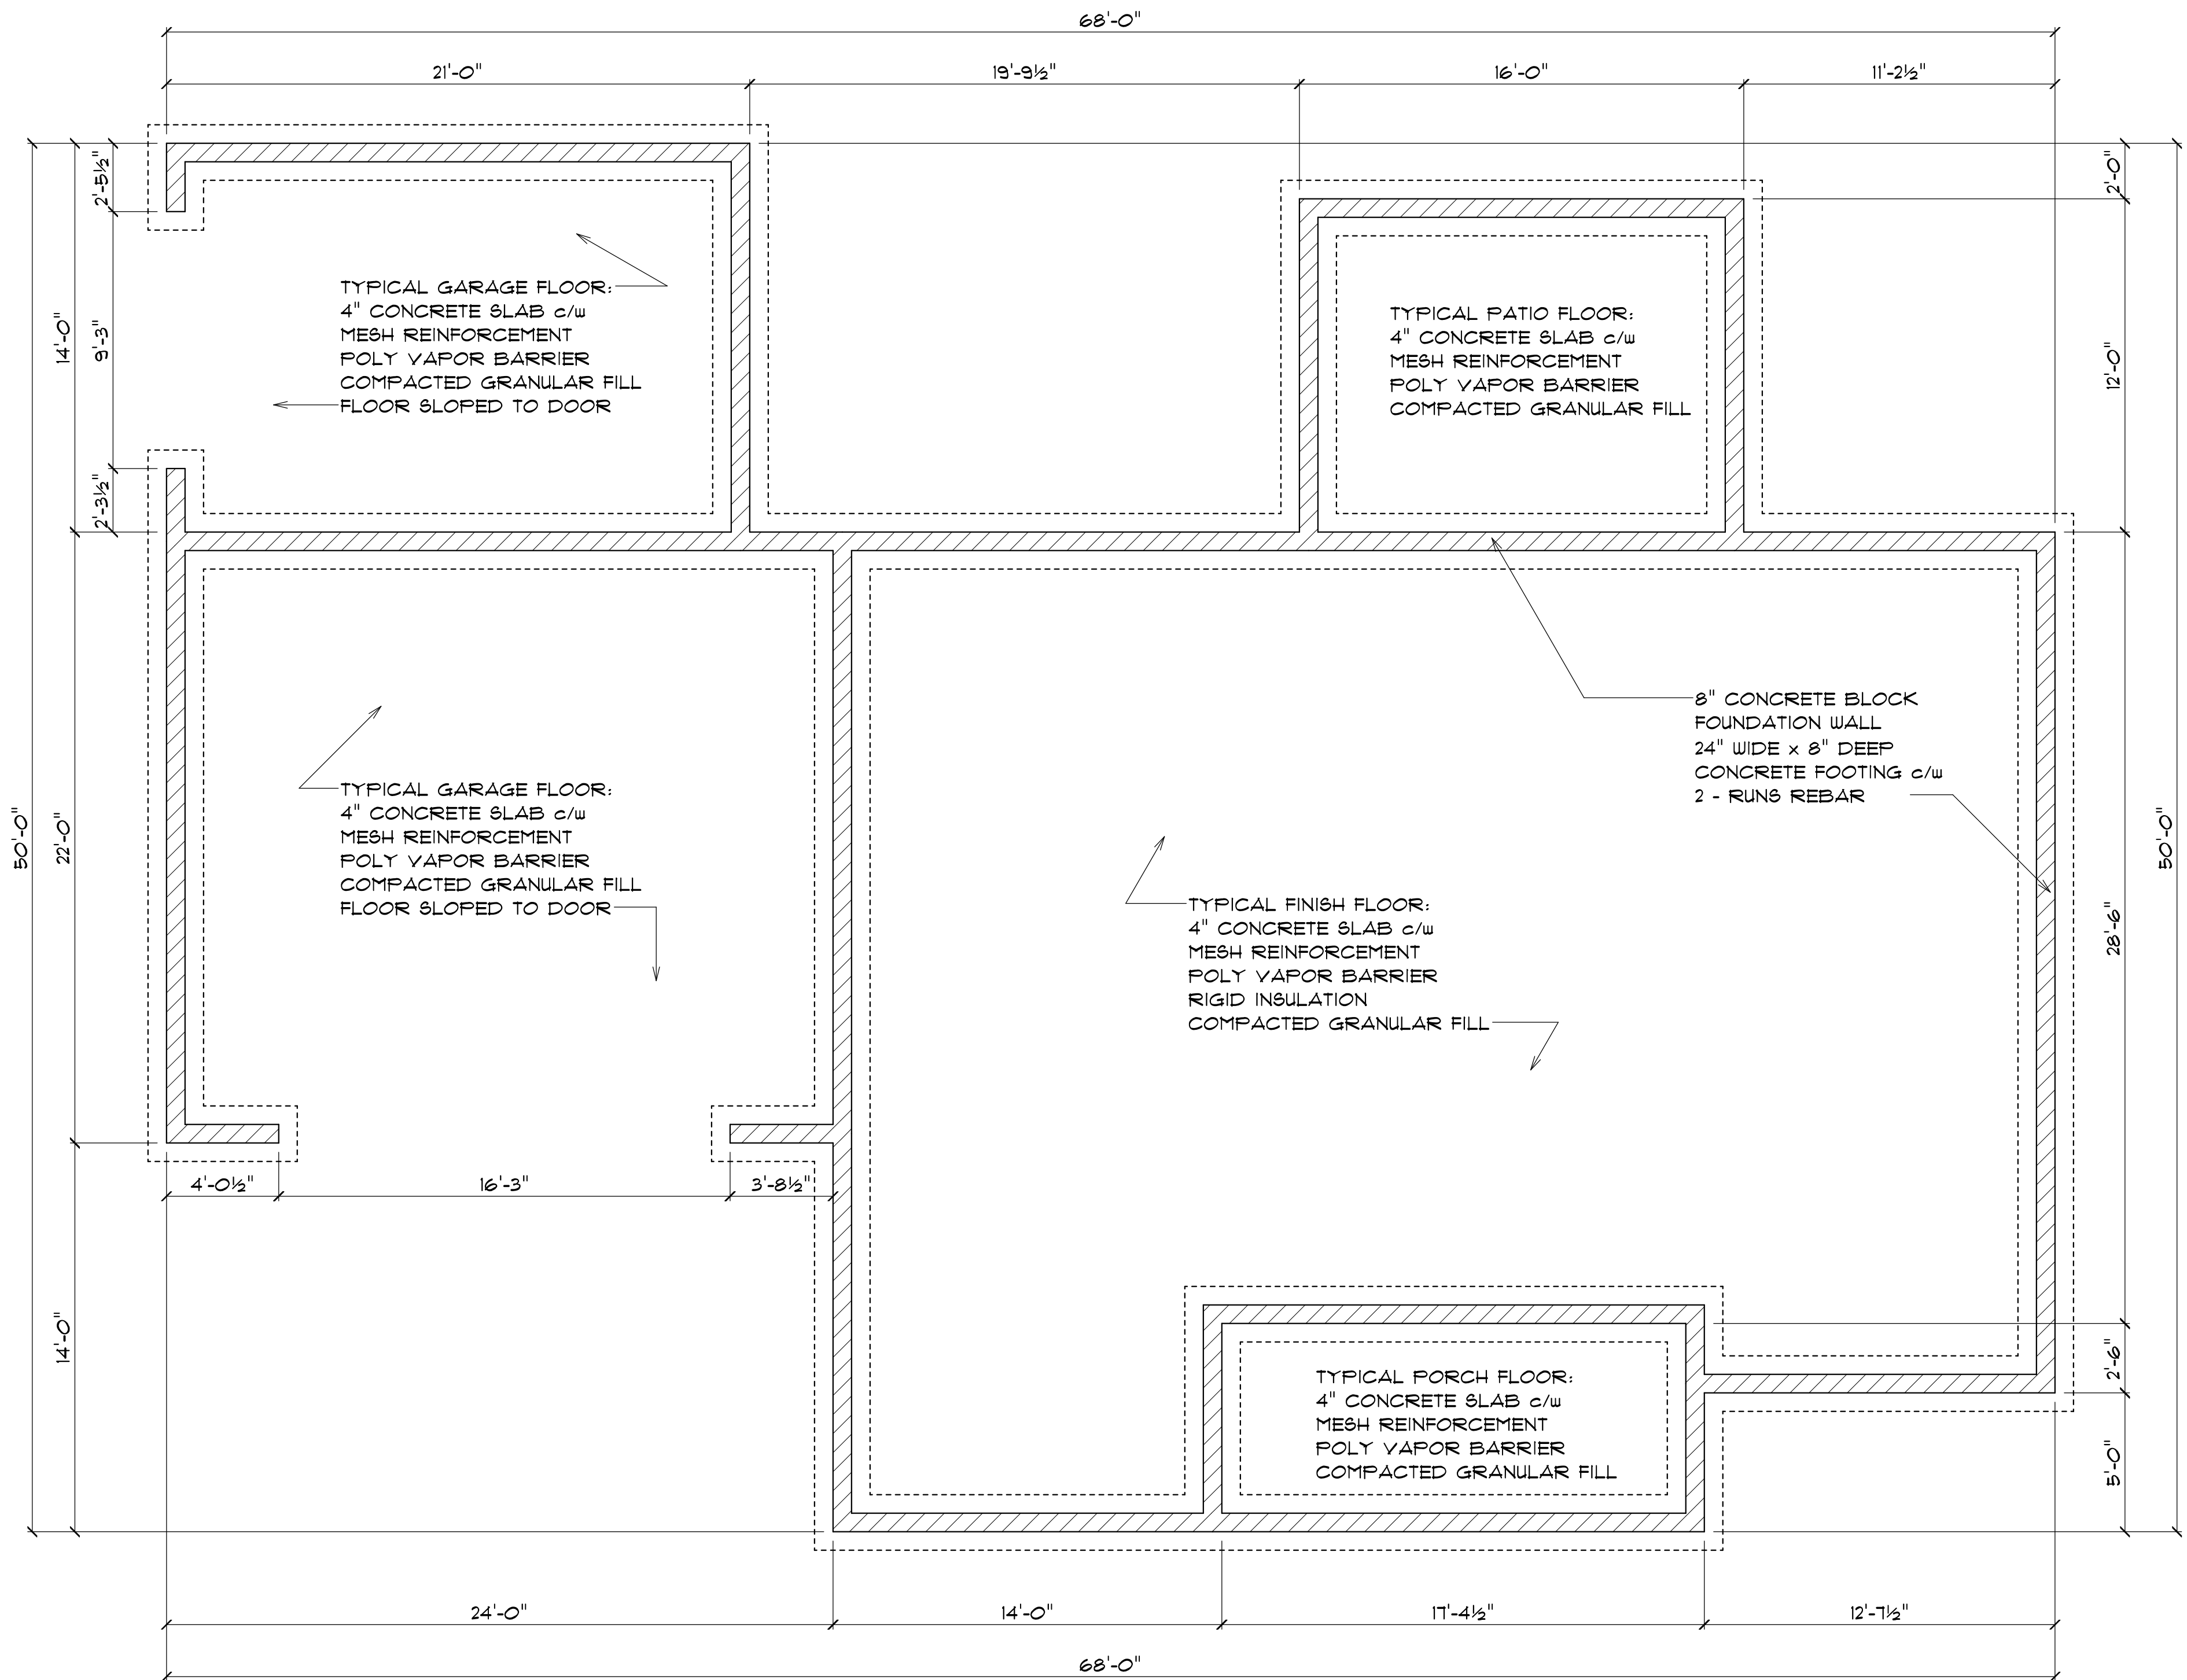 68'-0"
21'-0"
19'-9½"
16'-0"
11'-2½"
2'-5½"
2'-0"
TYPICAL GARAGE FLOOR:
4" CONCRETE SLAB c/w
MESH REINFORCEMENT
POLY VAPOR BARRIER
COMPACTED GRANULAR FILL
FLOOR SLOPED TO DOOR
TYPICAL PATIO FLOOR:
4" CONCRETE SLAB c/w
MESH REINFORCEMENT
POLY VAPOR BARRIER
COMPACTED GRANULAR FILL
14'-0"
9'-3"
12'-0"
2'-3½"
8" CONCRETE BLOCK
FOUNDATION WALL
24" WIDE x 8" DEEP
CONCRETE FOOTING c/w
2 - RUNS REBAR
TYPICAL GARAGE FLOOR:
4" CONCRETE SLAB c/w
MESH REINFORCEMENT
POLY VAPOR BARRIER
COMPACTED GRANULAR FILL
FLOOR SLOPED TO DOOR
50'-0"
22'-0"
50'-0"
28'-6"
TYPICAL FINISH FLOOR:
4" CONCRETE SLAB c/w
MESH REINFORCEMENT
POLY VAPOR BARRIER
RIGID INSULATION
COMPACTED GRANULAR FILL
4'-0½"
16'-3"
3'-8½"
14'-0"
2'-6"
TYPICAL PORCH FLOOR:
4" CONCRETE SLAB c/w
MESH REINFORCEMENT
POLY VAPOR BARRIER
COMPACTED GRANULAR FILL
5'-0"
24'-0"
14'-0"
17'-4½"
12'-7½"
68'-0"